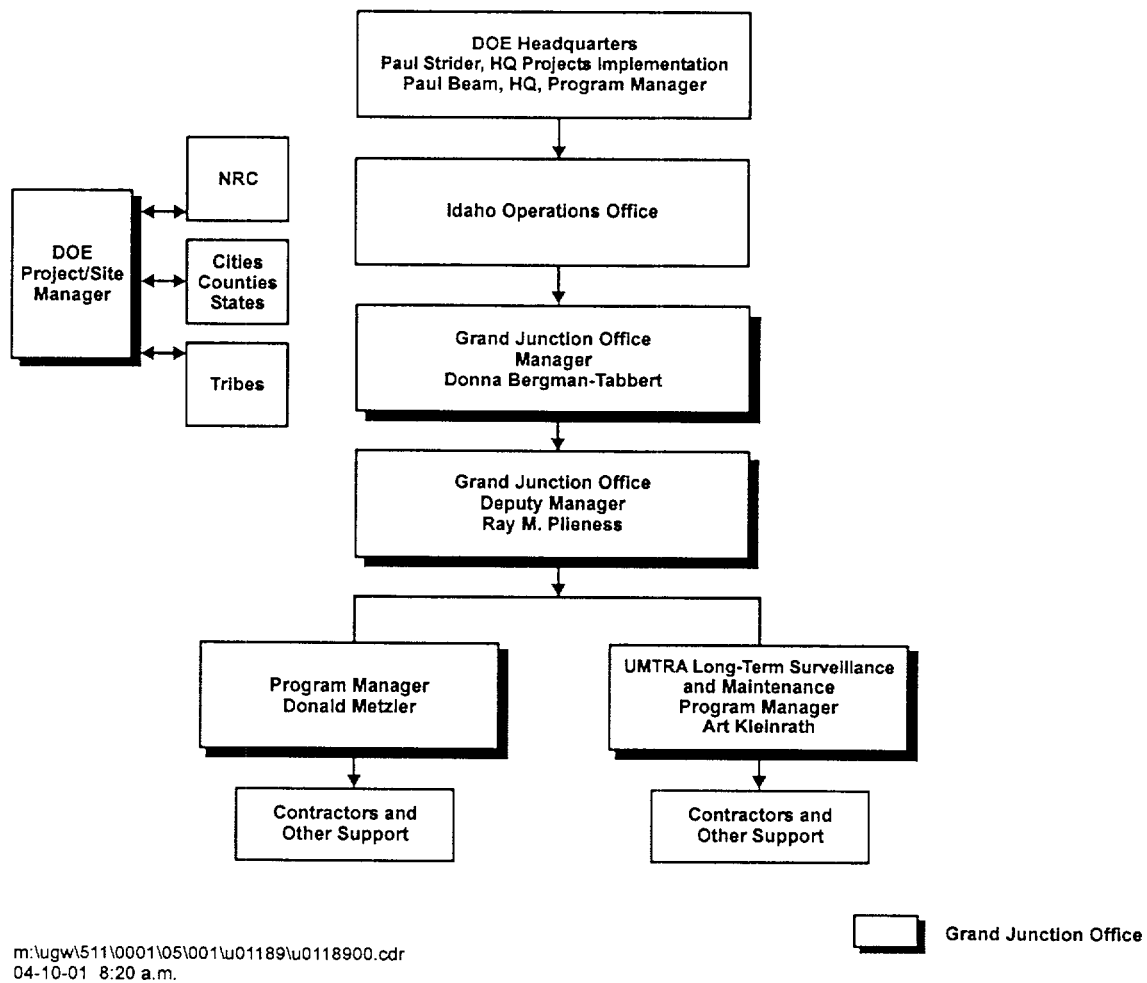 DOE Headquarters
Paul Strider, HQ Projects Implementation
Paul Beam, HQ, Program Manager
NRC
DOE
Project/Site
Manager
Cities
Counties
States
Tribes
Idaho Operations Office
Grand Junction Office
Manager
Donna Bergman-Tabbert
Grand Junction Office
Deputy Manager
Ray M. Plieness
Program Manager
Donald Metzler
UMTRA Long-Term Surveillance
and Maintenance
Program Manager
Art Kleinrath
Contractors and
Other Support
Contractors and
Other Support
Grand Junction Office
m:\ugw\511\0001\05\001\u01189\u0118900.cdr
04-10-01 8:20 a.m.